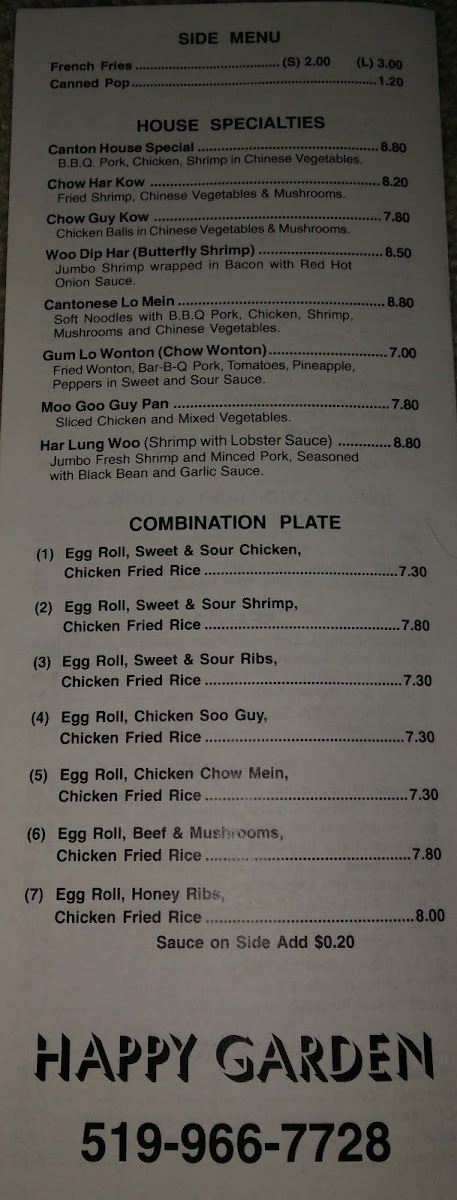 SIDE MENU
French Fries ........ (S) 2.00 (L) 3.00
Canned Pop ........ 1.20
HOUSE SPECIALTIES
Canton House Special ........ 8.80
B.B.Q. Pork, Chicken, Shrimp in Chinese Vegetables.
Chow Har Kow ........ 8.20
Fried Shrimp, Chinese Vegetables & Mushrooms.
Chow Guy Kow ........ 7.80
Chicken Balls in Chinese Vegetables & Mushrooms.
Woo Dip Har (Butterfly Shrimp) ........ 8.50
Jumbo Shrimp wrapped in Bacon with Red Hot
Onion Sauce.
Cantonese Lo Mein ........ 8.80
Soft Noodles with B.B.Q Pork, Chicken, Shrimp,
Mushrooms and Chinese Vegetables.
Gum Lo Wonton (Chow Wonton) ........ 7.00
Fried Wonton, Bar-B-Q Pork, Tomatoes, Pineapple,
Peppers in Sweet and Sour Sauce.
Moo Goo Guy Pan ........ 7.80
Sliced Chicken and Mixed Vegetables.
Har Lung Woo (Shrimp with Lobster Sauce) ........ 8.80
Jumbo Fresh Shrimp and Minced Pork, Seasoned
with Black Bean and Garlic Sauce.
COMBINATION PLATE
(1) Egg Roll, Sweet & Sour Chicken,
Chicken Fried Rice ........ 7.30
(2) Egg Roll, Sweet & Sour Shrimp,
Chicken Fried Rice ........ 7.80
(3) Egg Roll, Sweet & Sour Ribs,
Chicken Fried Rice ........ 7.30
(4) Egg Roll, Chicken Soo Guy,
Chicken Fried Rice ........ 7.30
(5) Egg Roll, Chicken Chow Mein,
Chicken Fried Rice ........ 7.30
(6) Egg Roll, Beef & Mushrooms,
Chicken Fried Rice ........ 7.80
(7) Egg Roll, Honey Ribs,
Chicken Fried Rice ........ 8.00
Sauce on Side Add $0.20
HAPPY GARDEN
519-966-7728